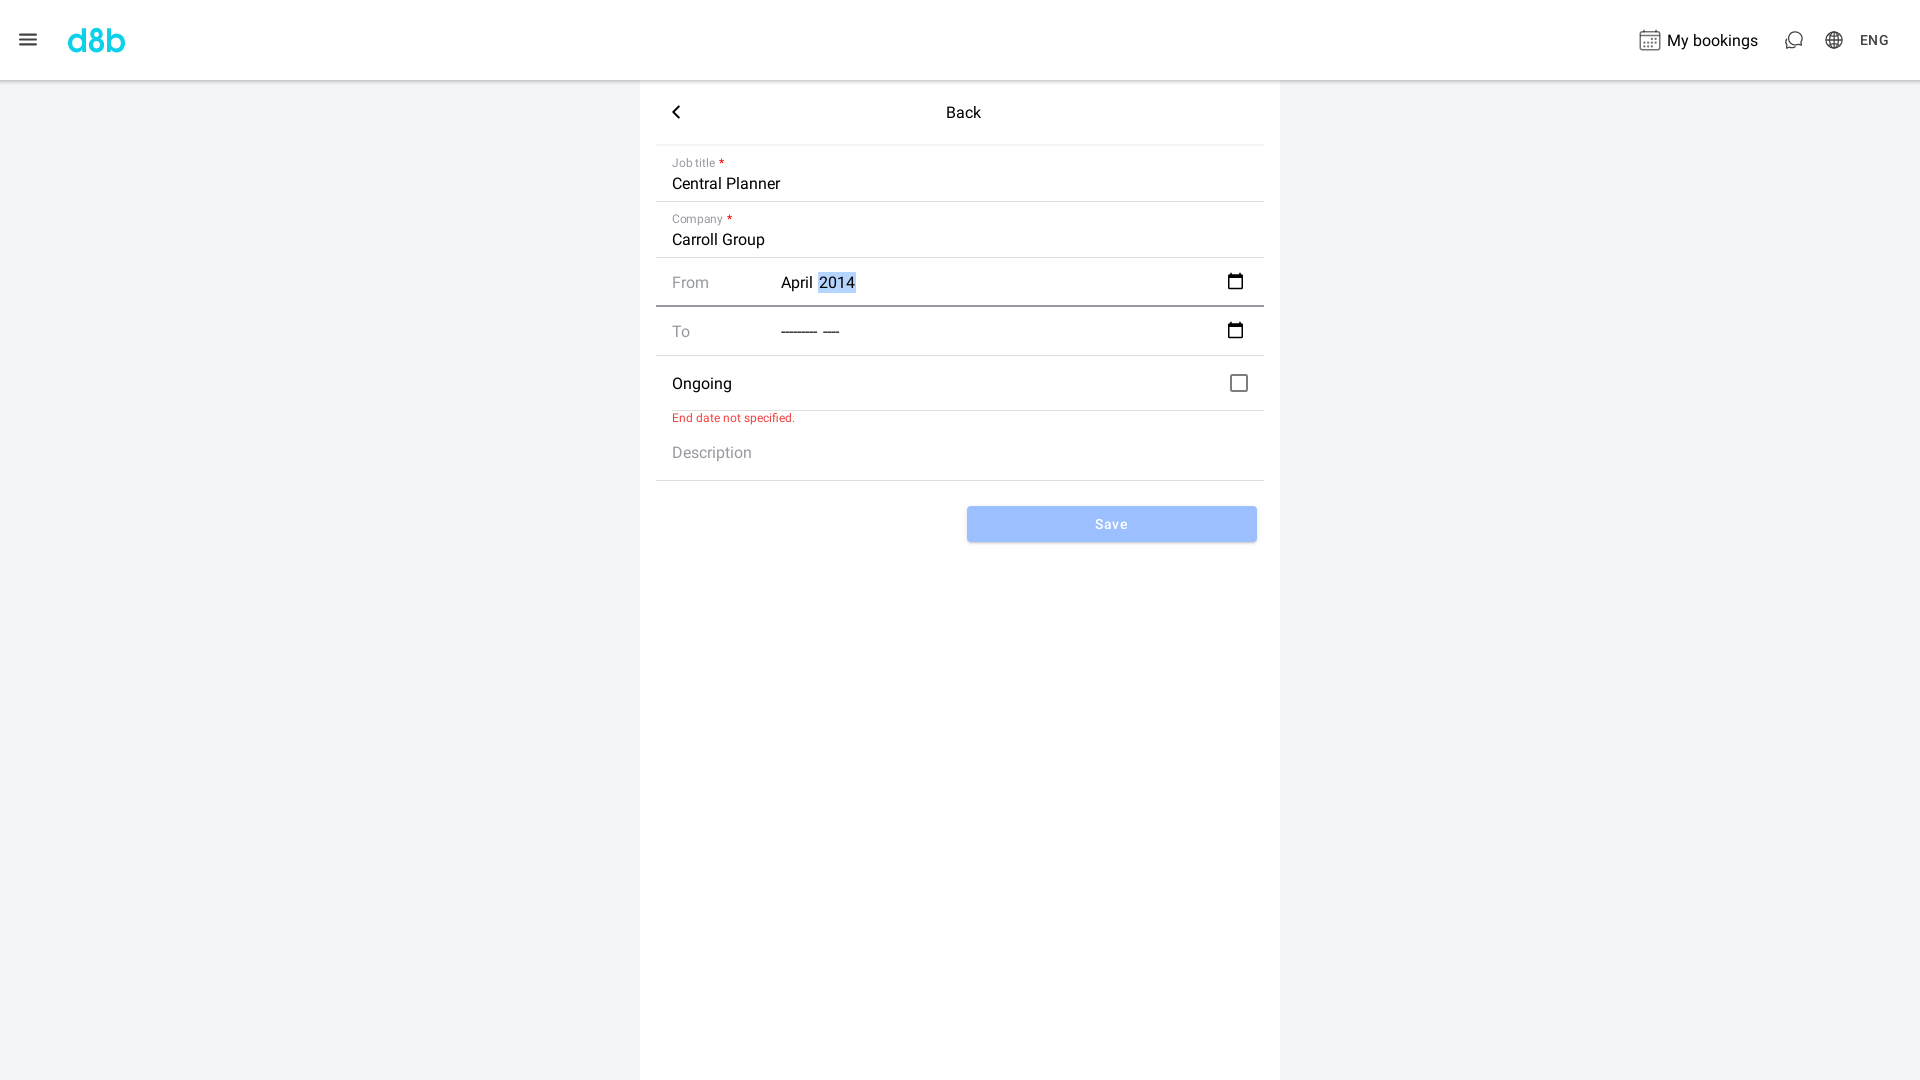 d8b
My bookings
ENG
Back
Job title *
Central Planner
Company *
Carroll Group
From April 2014
To --------- ----
Ongoing
End date not specified.
Description
Save